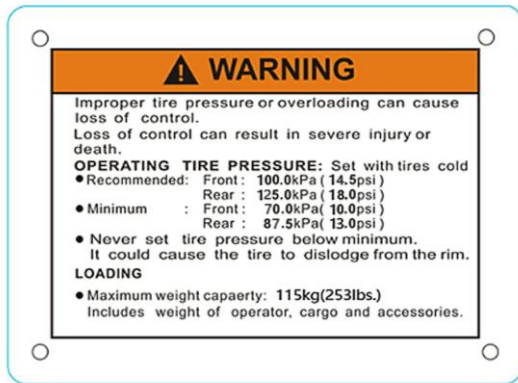 WARNING
Improper tire pressure or overloading can cause
loss of control.
Loss of control can result in severe injury or
death.
OPERATING TIRE PRESSURE: Set with tires cold
● Recommended: Front: 100.0kPa ( 14.5psi )
Rear : 125.0kPa ( 18.0psi )
● Minimum : Front: 70.0kPa( 10.0psi )
Rear : 87.5kPa ( 13.0psi )
● Never set tire pressure below minimum.
It could cause the tire to dislodge from the rim.
LOADING
● Maximum weight capaerty: 115kg(253lbs.)
Includes weight of operator, cargo and accessories.